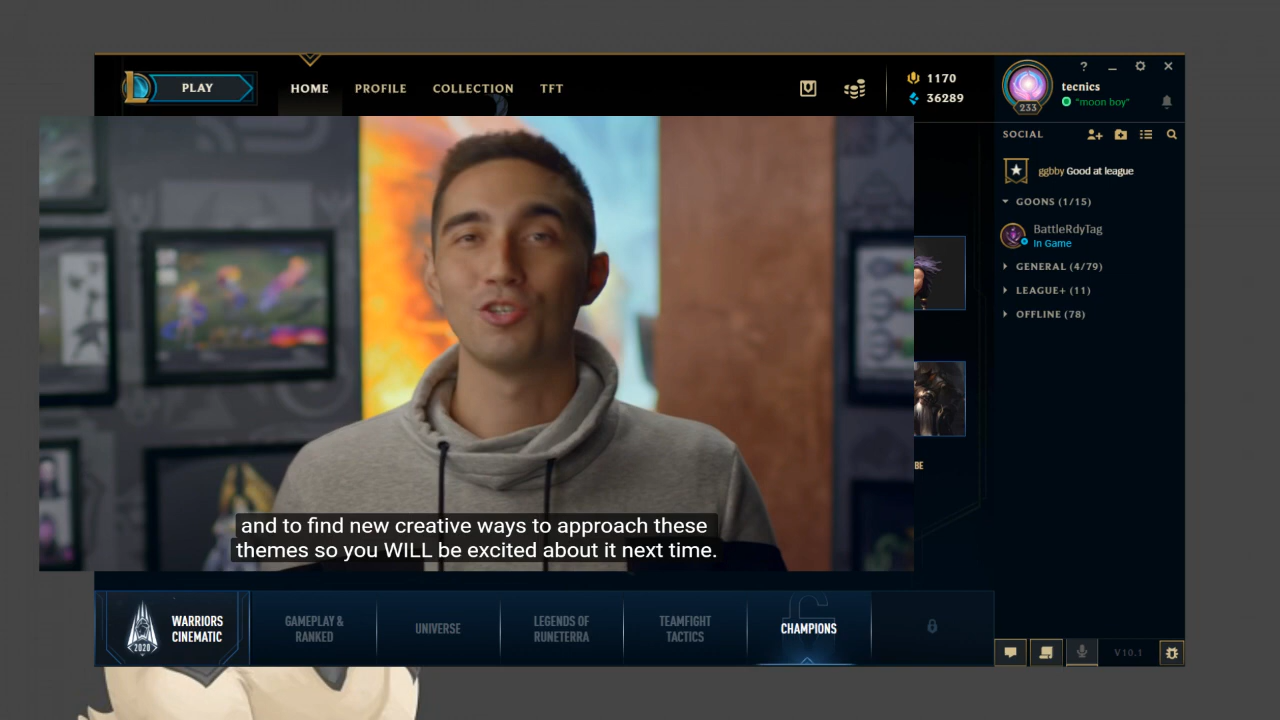 PLAY
HOME
PROFILE
COLLECTION
TFT
1170
36289
?
233
tecnics
"moon boy"
SOCIAL
ggbby Good at league
GOONS (1/15)
BattleRdyTag
In Game
GENERAL (4/79)
LEAGUE+ (11)
OFFLINE (78)
BE
and to find new creative ways to approach these
themes so you WILL be excited about it next time.
2020
WARRIORS
CINEMATIC
GAMEPLAY &
RANKED
UNIVERSE
LEGENDS OF
RUNETERRA
TEAMFIGHT
TACTICS
CHAMPIONS
V10.1